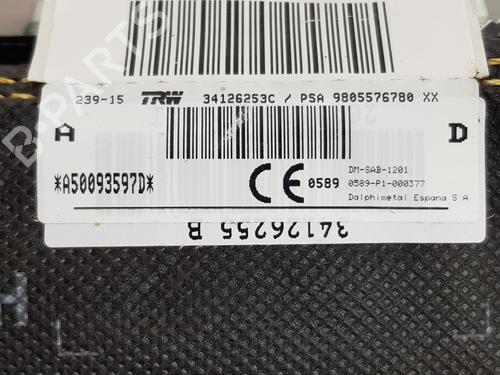 239-15 TRW 34126253C / PSA 9805576780 XX
A D
*A50093597D*
CE 0589
DM-SAB-1201
0589-P1-000377
Dalphimetal Espana S.A
34126255 B
H
B-PARTS